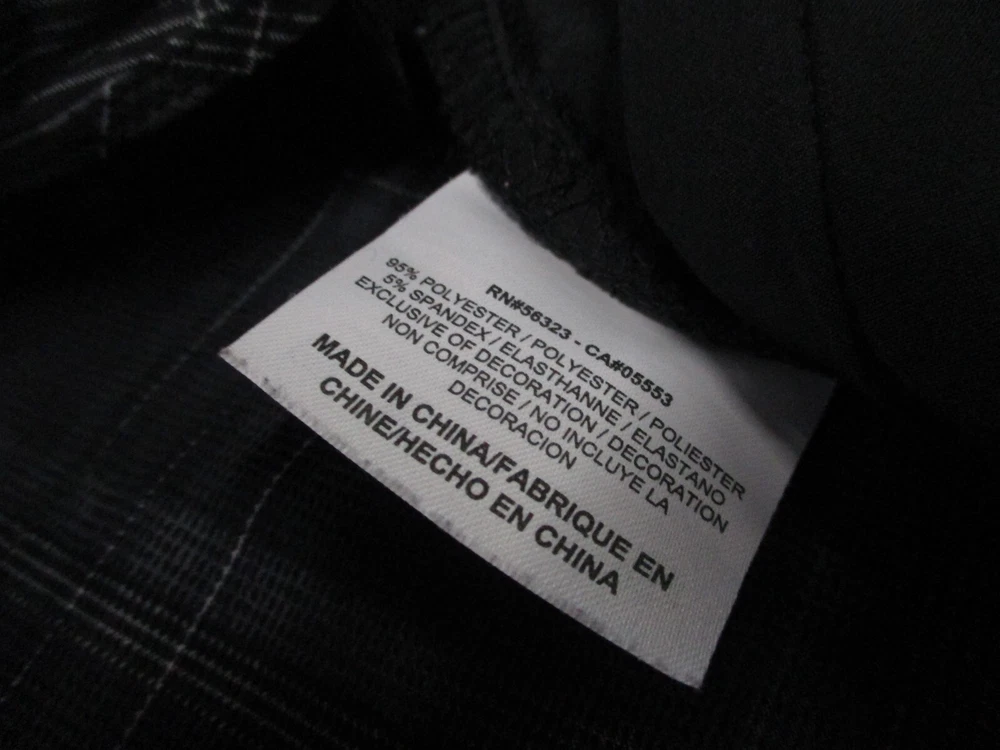 RN#56323 - CA#05553
95% POLYESTER / POLYESTER / POLIESTER
5% SPANDEX / ELASTHANNE / ELASTANO
EXCLUSIVE OF DECORATION / DECORATION
NON COMPRISE / NO INCLUYE LA
DECORACION
MADE IN CHINA/FABRIQUE EN
CHINE/HECHO EN CHINA